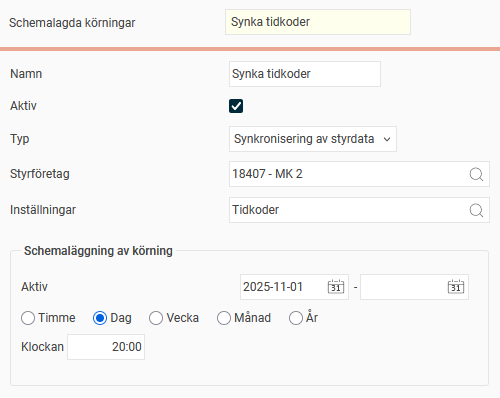 Schemalagda körningar Synka tidkoder
Namn Synka tidkoder
Aktiv
Typ Synkronisering av styrdata
Styrföretag 18407 - MK 2
Inställningar Tidkoder
Schemaläggning av körning
Aktiv 2025-11-01 31 - 31
Timme Dag Vecka Månad År
Klockan 20:00